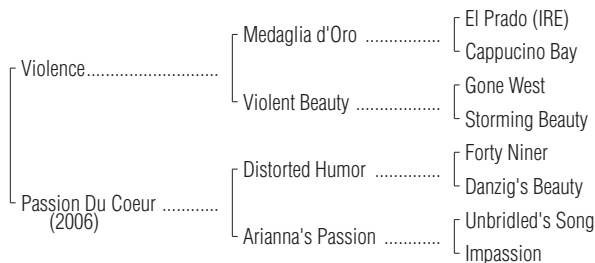 El Prado (IRE)
Medaglia d'Oro ................
Cappucino Bay
Violence............................
Gone West
Violent Beauty ..................
Storming Beauty
Forty Niner
Distorted Humor ..............
Danzig's Beauty
Passion Du Coeur ............
(2006)
Unbridled's Song
Arianna's Passion ............
Impassion